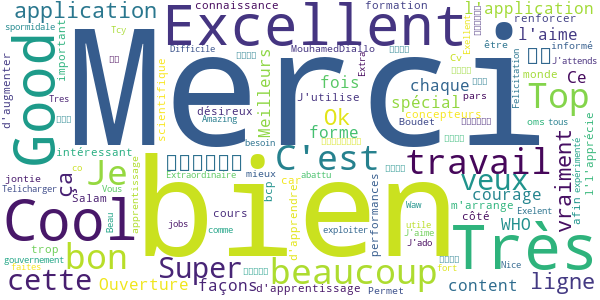 application
connaissance
formation
l'application
spormidale
Tcy
Excellent
l'aime
renforcer
important
Difficile
MouhamedDiallo
Extra
Cv
Exellent
être
Felicitation
informé
J'attends
Good
Merci
Meilleurs
fois
chaque
monde
Ce
d'augmenter
Tres
scientifique
désireux
J'utilise
spécial
pars
Top
Amazing
Ok
concepteurs
besoin
forme
Boudet
oms
tous
intéressant
ça
Je
C'est
travail
vraiment
l'apprécie
co
Vous
Extraordinaire
mieux
car
veux
afin
expérimenté
jontie
Telicharger
Salam
apprentissage
bien
bcp
abattu
d'apprendre
performances
m'arrange
courage
Exelent
Cool
Beau
jobs
cours
comme
exploiter
côté
WHO
utile
J'aime
J'ado
Waw
Très
trop
gouvernement
bon
Super
façons
beaucoup
fort
Nice
cette
faites
Ouverture
d'apprentissage
Permet
content
ligne